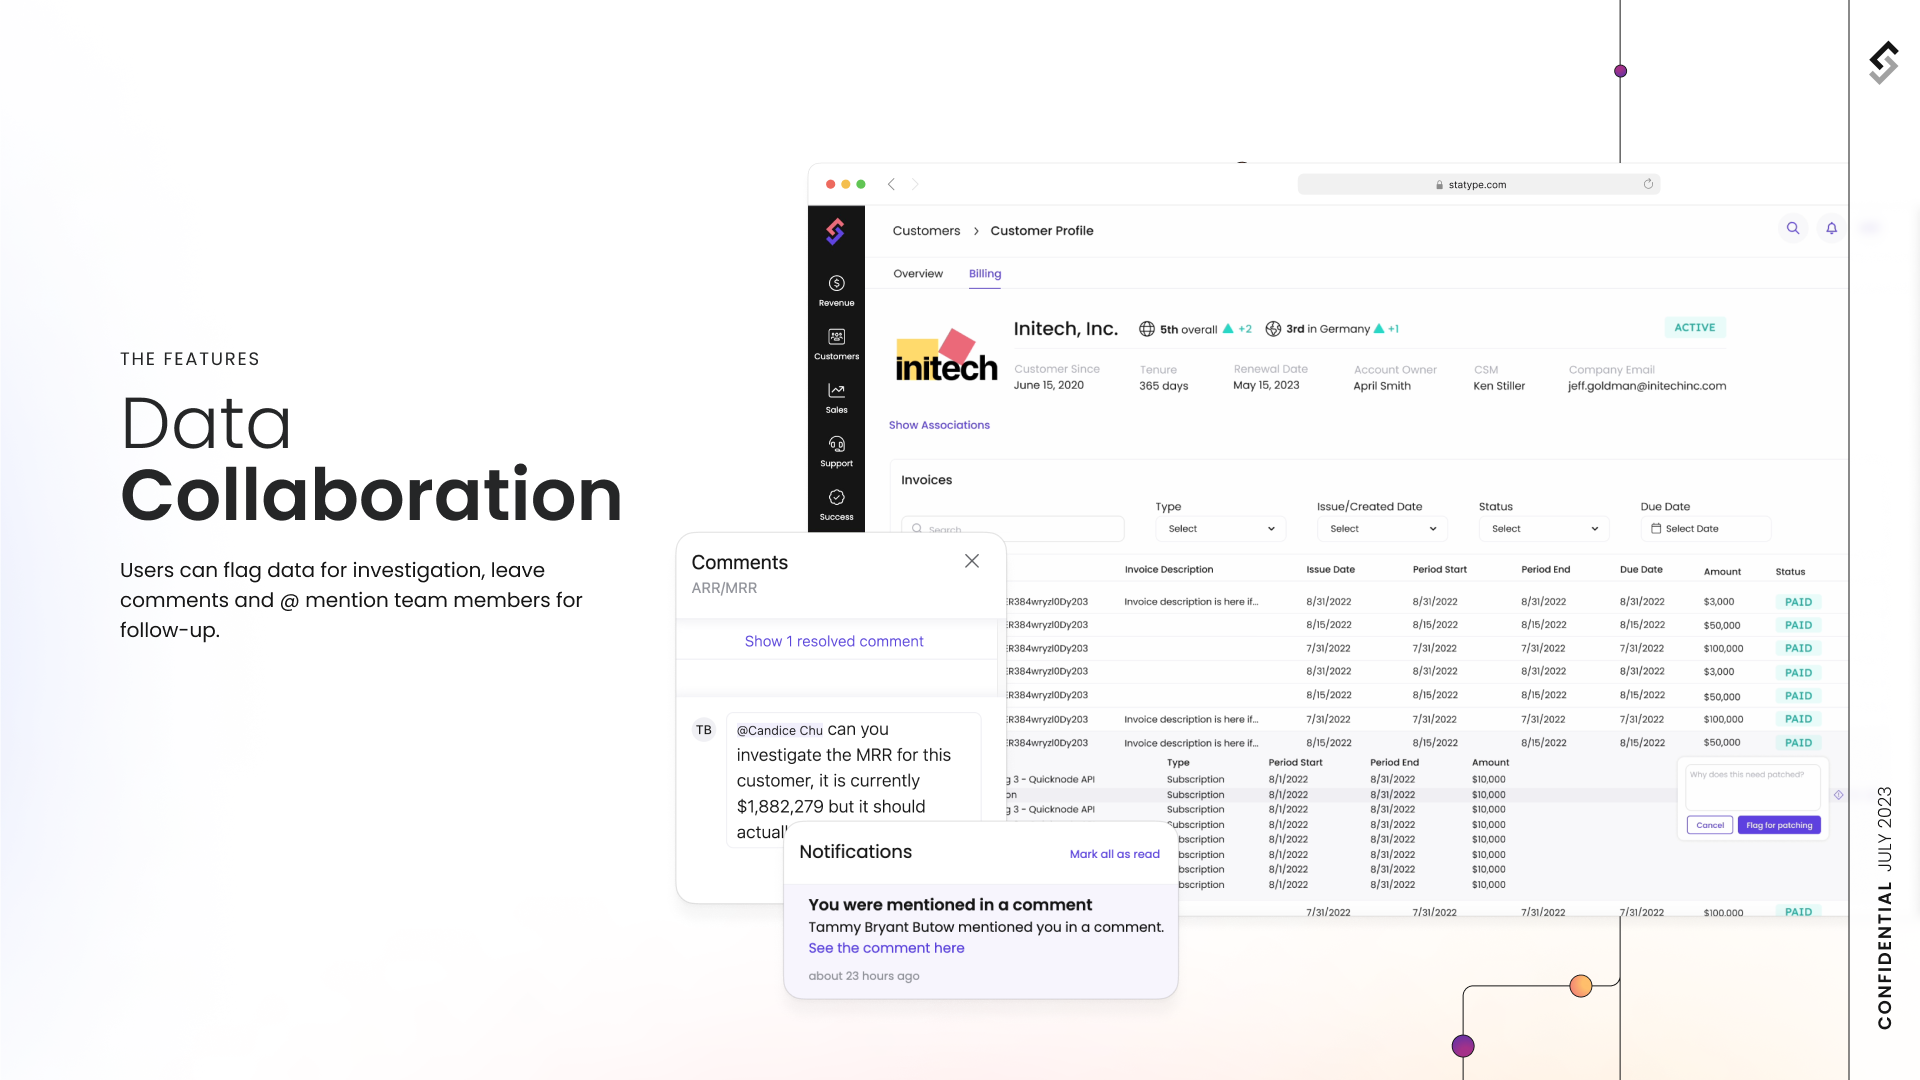 THE FEATURES
Data
Collaboration
Users can flag data for investigation, leave
comments and @ mention team members for
follow-up.
statype.com
Customers > Customer Profile
Overview Billing
Revenue
Customers
Sales
Support
Success
initech
Initech, Inc. 5th overall +2 3rd in Germany +1 ACTIVE
Customer Since Tenure Renewal Date Account Owner CSM Company Email
June 15, 2020 365 days May 15, 2023 April Smith Ken Stiller jeff.goldman@initechinc.com
Show Associations
Invoices
Type Issue/Created Date Status Due Date
Search Select Select Select Select Date
Invoice Description Issue Date Period Start Period End Due Date Amount Status
ER384wryzl0Dy203 Invoice description is here if... 8/31/2022 8/31/2022 8/31/2022 8/31/2022 $3,000 PAID
ER384wryzl0Dy203 8/15/2022 8/15/2022 8/15/2022 8/15/2022 $50,000 PAID
ER384wryzl0Dy203 7/31/2022 7/31/2022 7/31/2022 7/31/2022 $100,000 PAID
ER384wryzl0Dy203 8/31/2022 8/31/2022 8/31/2022 8/31/2022 $3,000 PAID
ER384wryzl0Dy203 8/15/2022 8/15/2022 8/15/2022 8/15/2022 $50,000 PAID
ER384wryzl0Dy203 Invoice description is here if... 7/31/2022 7/31/2022 7/31/2022 7/31/2022 $100,000 PAID
ER384wryzl0Dy203 Invoice description is here if... 8/15/2022 8/15/2022 8/15/2022 8/15/2022 $50,000 PAID
Type Period Start Period End Amount
g 3 - Quicknode API Subscription 8/1/2022 8/31/2022 $10,000
on Subscription 8/1/2022 8/31/2022 $10,000
g 3 - Quicknode API Subscription 8/1/2022 8/31/2022 $10,000
Subscription 8/1/2022 8/31/2022 $10,000
bscription 8/1/2022 8/31/2022 $10,000
bscription 8/1/2022 8/31/2022 $10,000
bscription 8/1/2022 8/31/2022 $10,000
bscription 8/1/2022 8/31/2022 $10,000
7/31/2022 7/31/2022 7/31/2022 7/31/2022 $100,000 PAID
Why does this need patched?
Cancel Flag for patching
Comments
ARR/MRR
Show 1 resolved comment
TB
@Candice Chu can you
investigate the MRR for this
customer, it is currently
$1,882,279 but it should
actuall
Notifications Mark all as read
You were mentioned in a comment
Tammy Bryant Butow mentioned you in a comment.
See the comment here
about 23 hours ago
CONFIDENTIAL JULY 2023